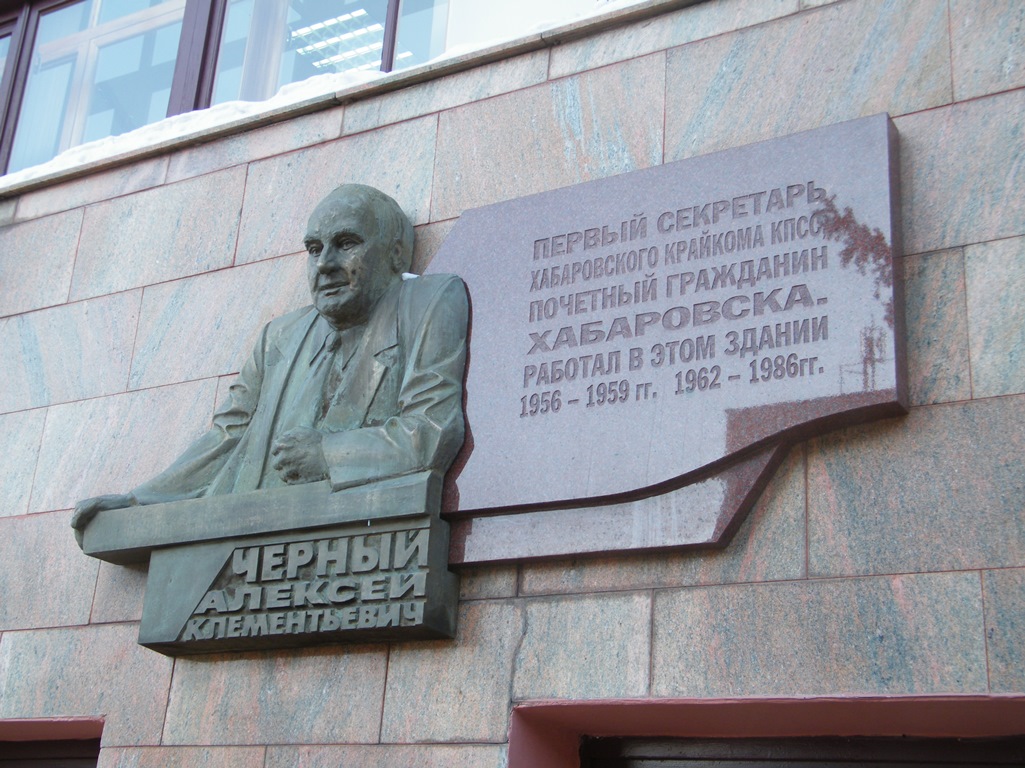 ПЕРВЫЙ СЕКРЕТАРЬ
ХАБАРОВСКОГО КРАЙКОМА КПСС
ПОЧЕТНЫЙ ГРАЖДАНИН
ХАБАРОВСКА.
РАБОТАЛ В ЭТОМ ЗДАНИИ
1956 – 1959 гг. 1962 – 1986гг.
ЧЕРНЫЙ
АЛЕКСЕЙ
КЛЕМЕНТЬЕВИЧ